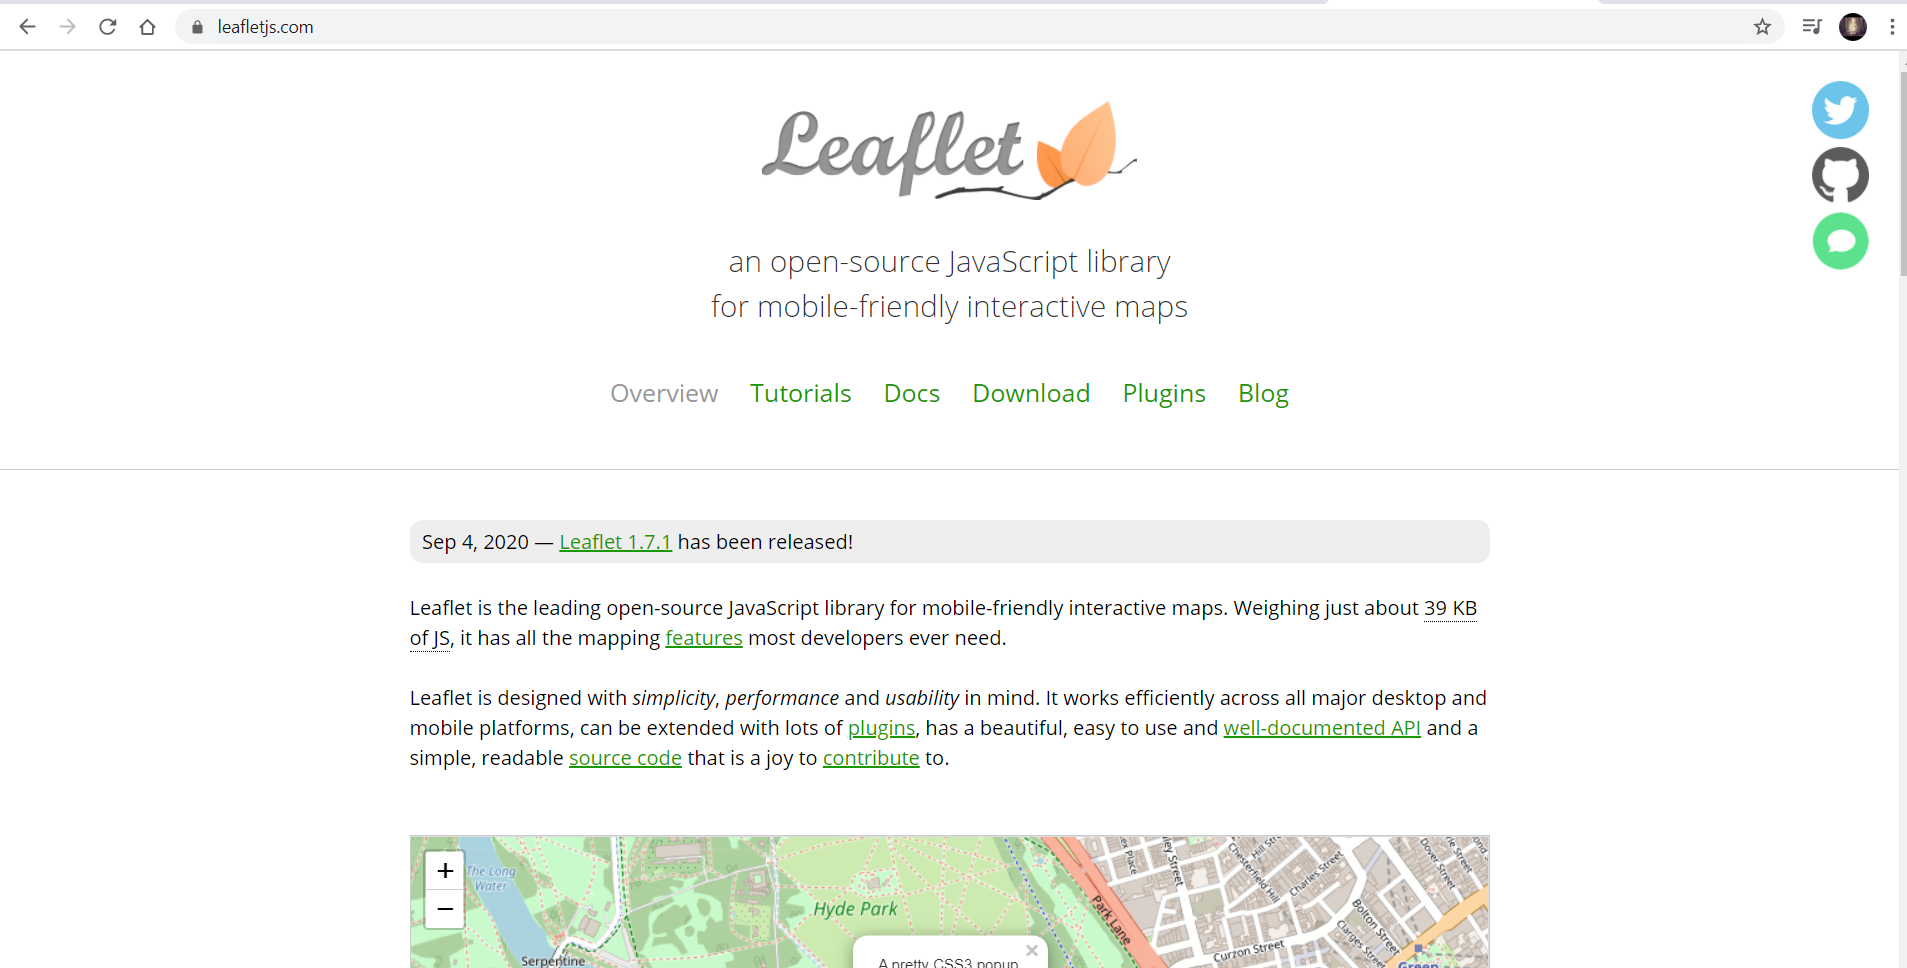 leafletjs.com
Leaflet
an open-source JavaScript library
for mobile-friendly interactive maps
Overview Tutorials Docs Download Plugins Blog
Sep 4, 2020 — Leaflet 1.7.1 has been released!
Leaflet is the leading open-source JavaScript library for mobile-friendly interactive maps. Weighing just about 39 KB
of JS, it has all the mapping features most developers ever need.
Leaflet is designed with simplicity, performance and usability in mind. It works efficiently across all major desktop and
mobile platforms, can be extended with lots of plugins, has a beautiful, easy to use and well-documented API and a
simple, readable source code that is a joy to contribute to.
+
−
The Long
Water
Hyde Park
Serpentine
A pretty CSS3 popup
×
Park Lane
Chesterfield Hill
Charles Street
Dover Street
Bolton Street
Clarges Street
Curzon Street
Green